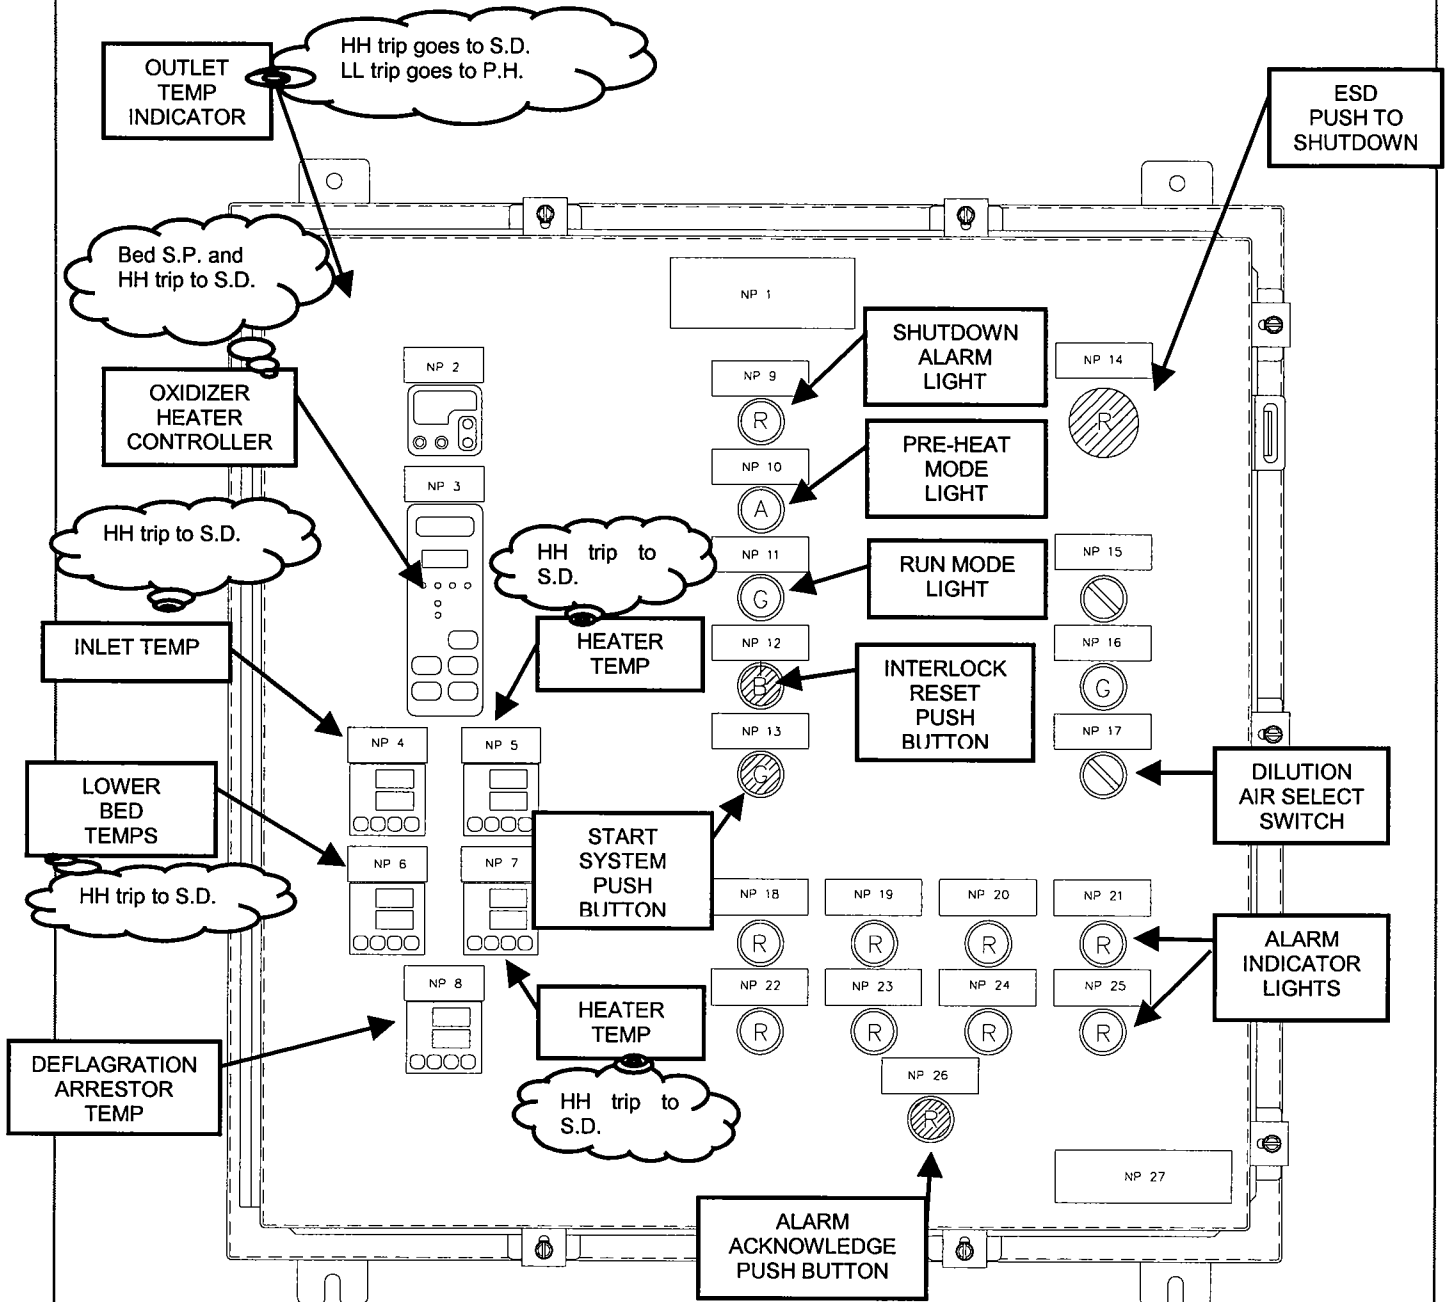 HH trip goes to S.D.
LL trip goes to P.H.
OUTLET
TEMP
INDICATOR
ESD
PUSH TO
SHUTDOWN
Bed S.P. and
HH trip to S.D.
NP 1
SHUTDOWN
ALARM
LIGHT
NP 14
R
NP 2
NP 9
R
OXIDIZER
HEATER
CONTROLLER
PRE-HEAT
MODE
LIGHT
NP 3
NP 10
A
HH trip to S.D.
HH trip to
S.D.
NP 11
G
RUN MODE
LIGHT
NP 15
INLET TEMP
HEATER
TEMP
NP 12
B
INTERLOCK
RESET
PUSH
BUTTON
NP 16
G
NP 4
NP 5
NP 13
G
NP 17
LOWER
BED
TEMPS
DILUTION
AIR SELECT
SWITCH
START
SYSTEM
PUSH
BUTTON
NP 6
NP 7
HH trip to S.D.
NP 18
NP 19
NP 20
NP 21
R
R
R
R
ALARM
INDICATOR
LIGHTS
NP 8
NP 22
NP 23
NP 24
NP 25
R
R
R
R
HEATER
TEMP
DEFLAGRATION
ARRESTOR
TEMP
HH trip to
S.D.
NP 26
R
NP 27
ALARM
ACKNOWLEDGE
PUSH BUTTON